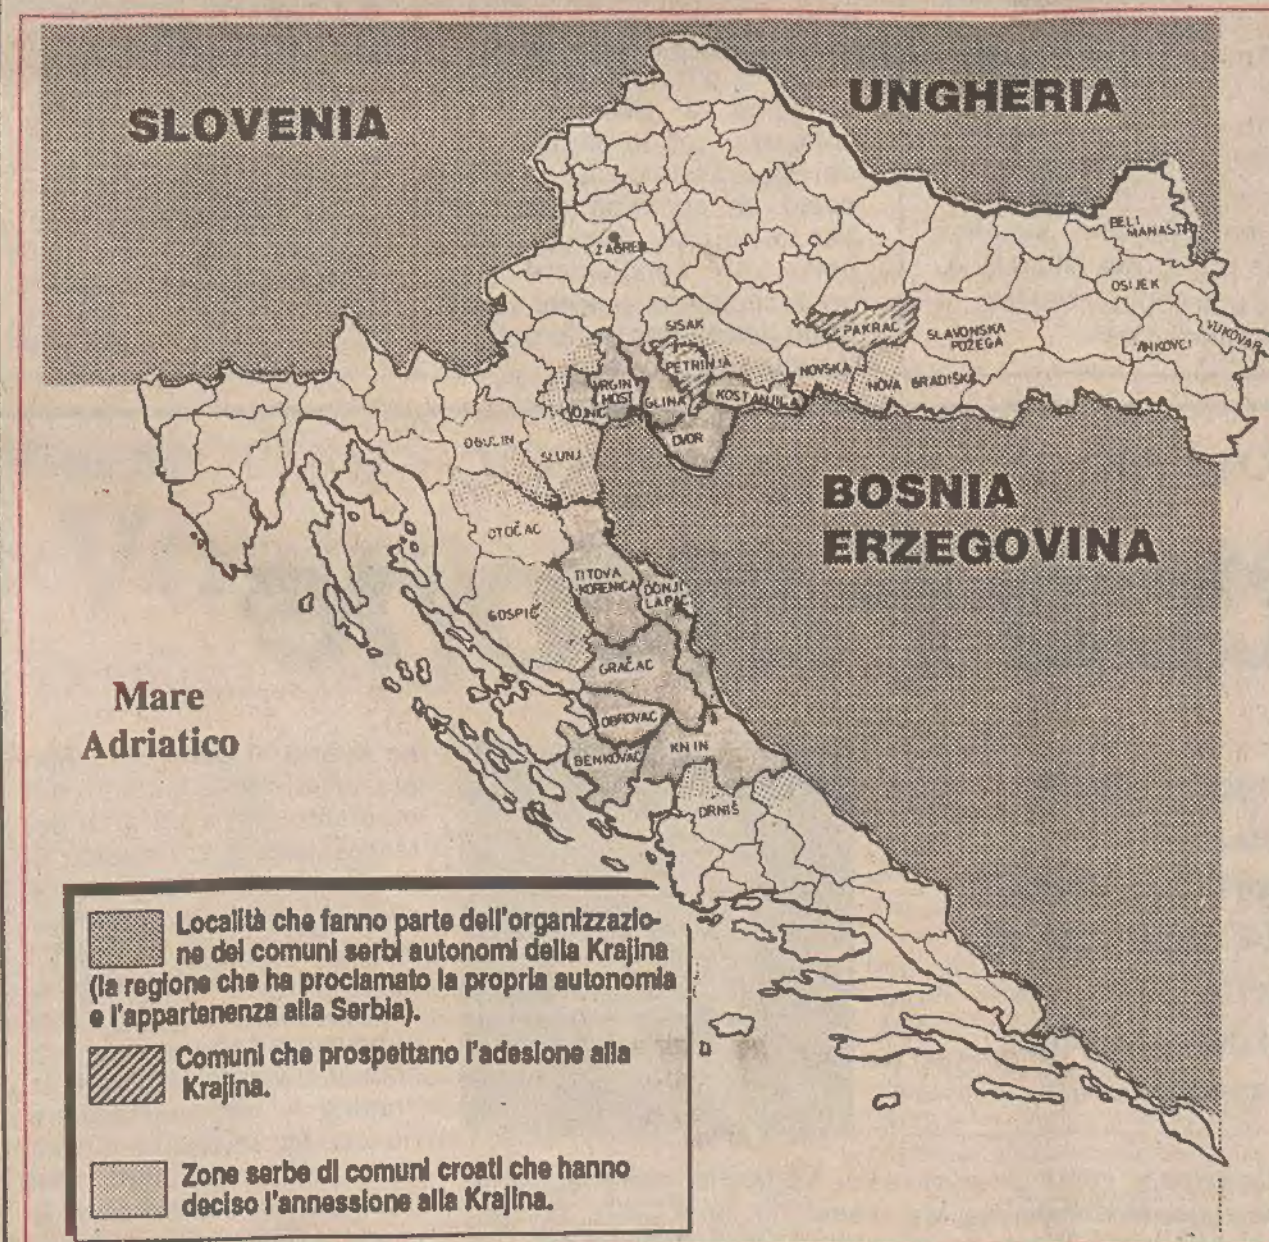 SLOVENIA
UNGHERIA
BELI
MANAST
ZAGREB
OSIJEK
SISAK
PAKRAC
SLAVONSKA
POŽEGA
VUKOVAR
INKOVCI
PETRINJA
NOVSKA
NOVA GRADIŠKA
VRGIN
MOST
GLINA
KOSTANJILA
VOJNIĆ
DVOR
OGULIN
SLUNJ
BOSNIA
ERZEGOVINA
OTOČAC
TITOVA
KORENICA
DONJI
LAPAC
GOSPIĆ
GRAČAC
Mare
Adriatico
OBROVAC
KNIN
BENKOVAC
DRNIŠ
Località che fanno parte dell'organizzazio-
ne dei comuni serbi autonomi della Krajina
(la regione che ha proclamato la propria autonomia
e l'appartenenza alla Serbia).
Comuni che prospettano l'adesione alla
Krajina.
Zone serbe di comuni croati che hanno
deciso l'annessione alla Krajina.